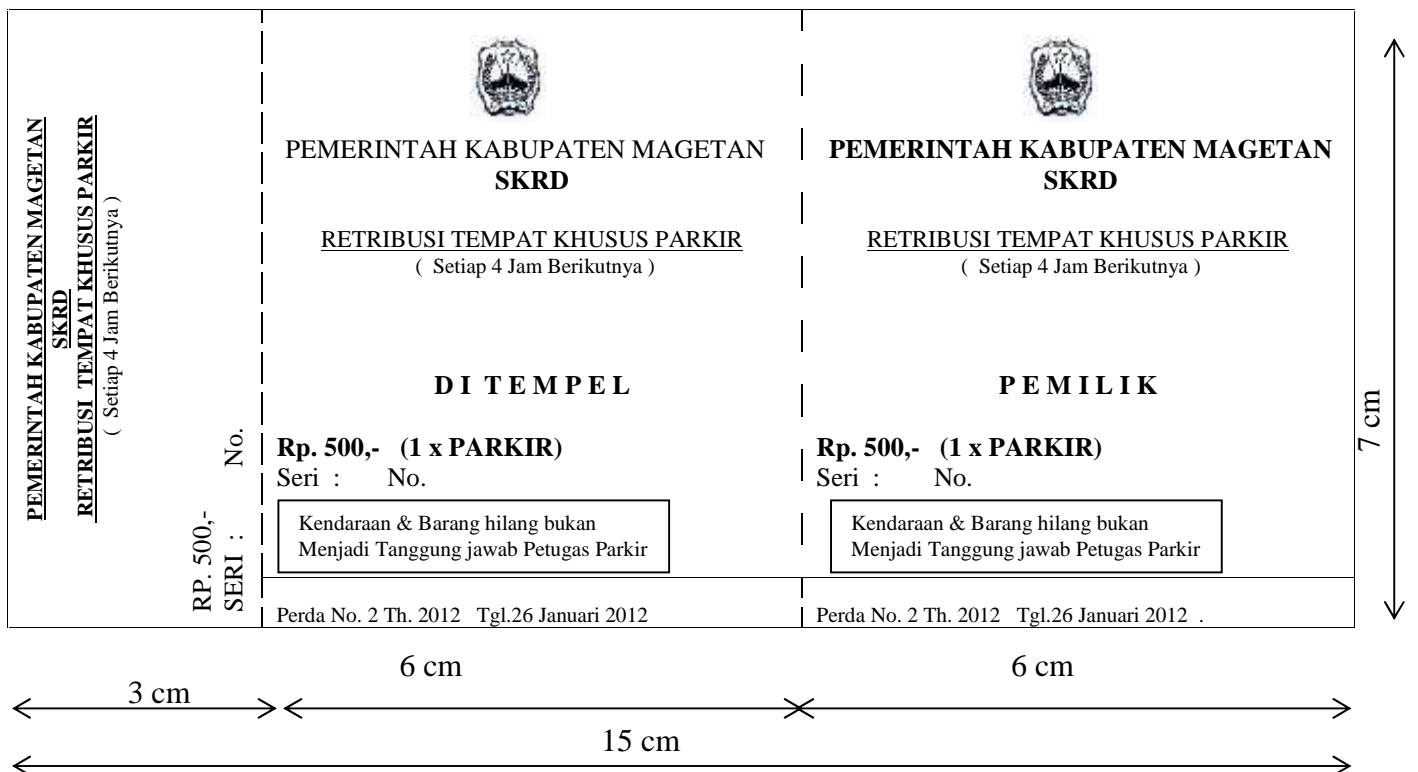 PEMERINTAH KABUPATEN MAGETAN
SKRD
RETRIBUSI TEMPAT KHUSUS PARKIR
( Setiap 4 Jam Berikutnya )
RP. 500,-
SERI : No.
PEMERINTAH KABUPATEN MAGETAN
SKRD
RETRIBUSI TEMPAT KHUSUS PARKIR
( Setiap 4 Jam Berikutnya )
D I T E M P E L
Rp. 500,- (1 x PARKIR)
Seri : No.
Kendaraan & Barang hilang bukan
Menjadi Tanggung jawab Petugas Parkir
Perda No. 2 Th. 2012 Tgl.26 Januari 2012
PEMERINTAH KABUPATEN MAGETAN
SKRD
RETRIBUSI TEMPAT KHUSUS PARKIR
( Setiap 4 Jam Berikutnya )
P E M I L I K
Rp. 500,- (1 x PARKIR)
Seri : No.
Kendaraan & Barang hilang bukan
Menjadi Tanggung jawab Petugas Parkir
Perda No. 2 Th. 2012 Tgl.26 Januari 2012 .
7 cm
6 cm
6 cm
3 cm
15 cm